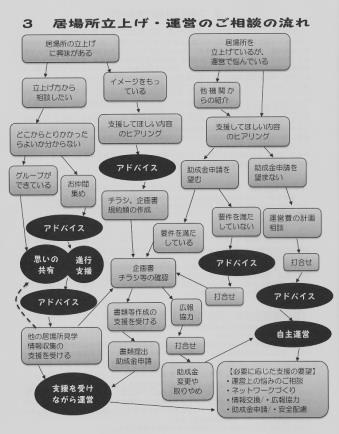 3 居場所立上げ・運営のご相談の流れ
居場所の立上げ
に興味がある
居場所を
立上げているが、
運営で悩んでいる
立上げ方から
相談したい
イメージをもっ
ている
他機関か
らの紹介
どこからとりかかった
らよいか分からない
支援してほしい内容
のヒアリング
支援してほしい内容
のヒアリング
グループが
できている
お仲間
集め
アドバイス
助成金申請を
望む
助成金申請を
望まない
アドバイス
チラシ、企画書
規約類の作成
要件を満たし
ていない
運営費の計画
相談
要件を満たし
ている
思いの
共有
進行
支援
企画書
チラシ等の確認
アドバイス
打合せ
アドバイス
打合せ
アドバイス
書類等作成の
支援を受ける
広報
協力
他の居場所見学
情報収集の
支援を受ける
書類提出
助成金申請
打合せ
自主運営
支援を受け
ながら運営
助成金
変更や
取りやめ
【必要に応じた支援の要望】
・運営上の悩みのご相談
・ネットワークづくり
・情報交換/・広報協力
・助成金申請/・安全配慮